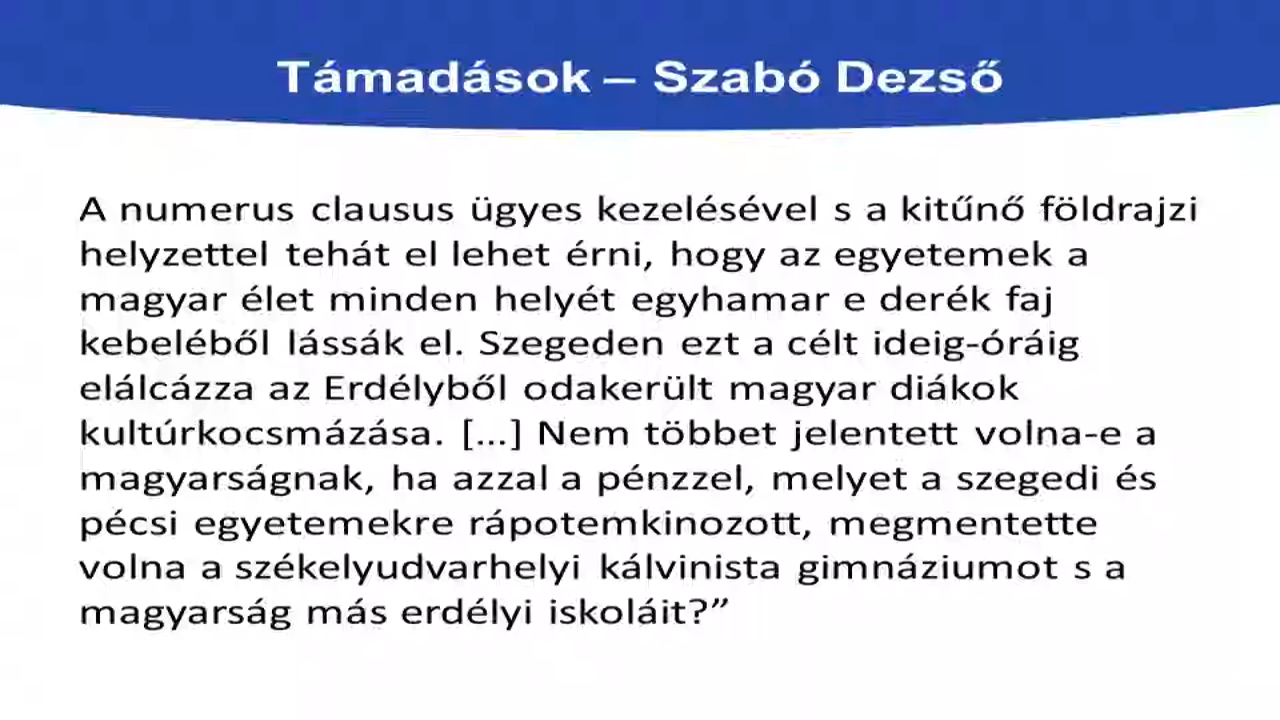 Támadások – Szabó Dezső
A numerus clausus ügyes kezelésével s a kitűnő földrajzi
helyzettel tehát el lehet érni, hogy az egyetemek a
magyar élet minden helyét egyhamar e derék faj
kebeléből lássák el. Szegeden ezt a célt ideig-óráig
elálcázza az Erdélyből odakerült magyar diákok
kultúrkocsmázása. [...] Nem többet jelentett volna-e a
magyarságnak, ha azzal a pénzzel, melyet a szegedi és
pécsi egyetemekre rápotemkinozott, megmentette
volna a székelyudvarhelyi kálvinista gimnáziumot s a
magyarság más erdélyi iskoláit?”